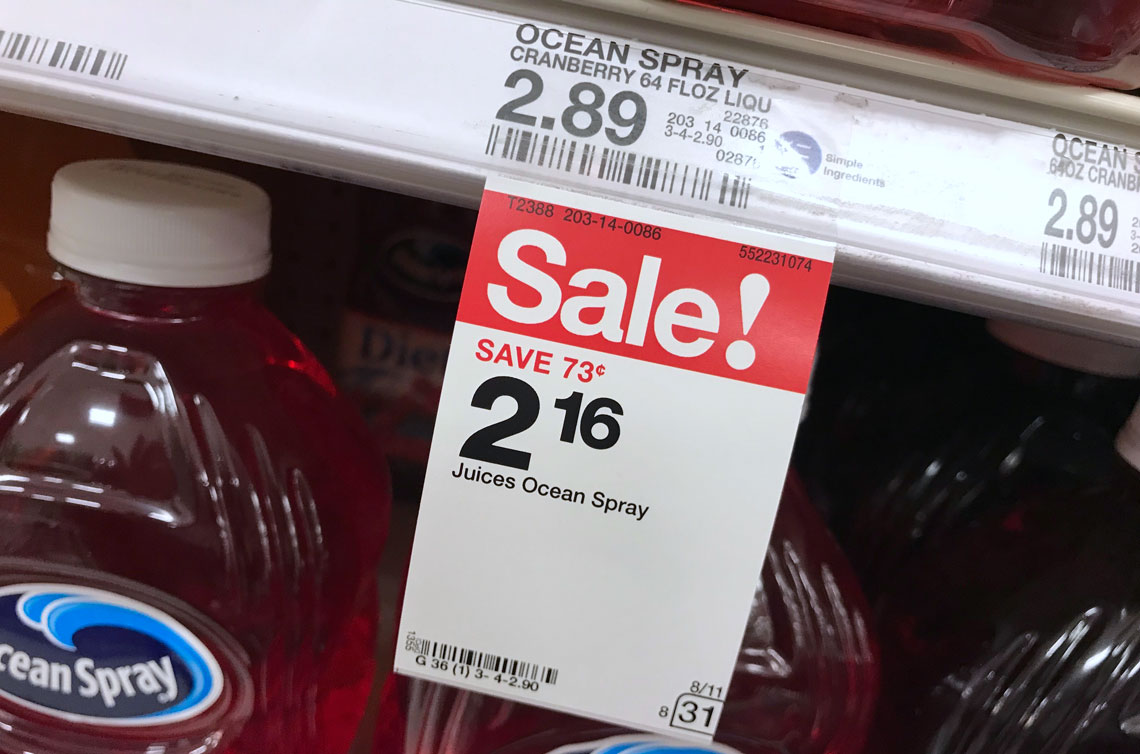 OCEAN SPRAY
CRANBERRY 64 FLOZ LIQU
2.89
22876
203 14 0086
3-4-2.90
Simple
Ingredients
OCEAN
64OZ CRANB
2.89
T2388 203-14-0086
552231074
Sale!
SAVE 73¢
2 16
Juices Ocean Spray
G 36 (1) 3- 4-2.90
8/11
8 31
Diet
cean Spray